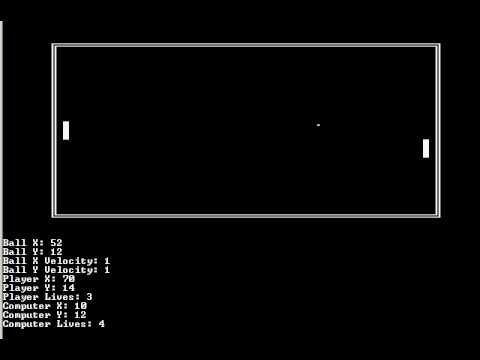 Ball X: 52
Ball Y: 12
Ball X Velocity: 1
Ball Y Velocity: 1
Player X: 70
Player Y: 14
Player Lives: 3
Computer X: 10
Computer Y: 12
Computer Lives: 4